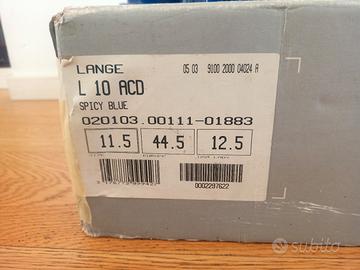 LANGE 05 03 9100 2000 04024 A
L 10 ACD
SPICY BLUE
020103.00111-01883
11.5 44.5 12.5
0002297622
subito